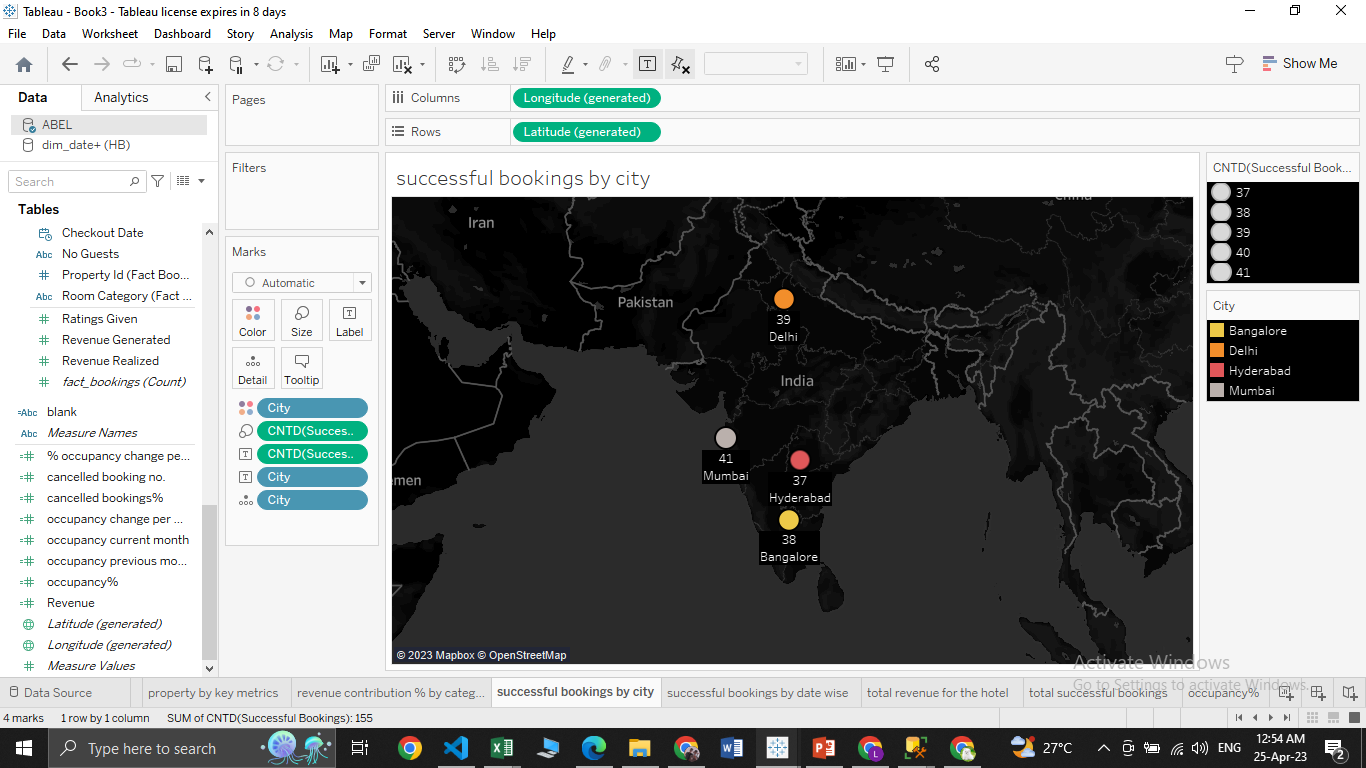 Tableau - Book3 - Tableau license expires in 8 days
File Data Worksheet Dashboard Story Analysis Map Format Server Window Help
Show Me
Data Analytics
ABEL
dim_date+ (HB)
Search
Tables
Checkout Date
Abc No Guests
Property Id (Fact Boo...
Abc Room Category (Fact ...
Ratings Given
Revenue Generated
Revenue Realized
fact_bookings (Count)
=Abc blank
Abc Measure Names
% occupancy change pe...
cancelled booking no.
cancelled bookings%
occupancy change per ...
occupancy current month
occupancy previous mo...
occupancy%
Revenue
Latitude (generated)
Longitude (generated)
Measure Values
Pages
Filters
Marks
Automatic
Color Size Label
Detail Tooltip
City
CNTD(Succes..
CNTD(Succes..
City
City
Columns Longitude (generated)
Rows Latitude (generated)
successful bookings by city
Iran
China
Pakistan
39
Delhi
India
41
Mumbai
37
Hyderabad
men
38
Bangalore
© 2023 Mapbox © OpenStreetMap
CNTD(Successful Book...
37
38
39
40
41
City
Bangalore
Delhi
Hyderabad
Mumbai
Activate Windows
Go to Settings to activate Windows.
Data Source property by key metrics revenue contribution % by categ... successful bookings by city successful bookings by date wise total revenue for the hotel total successful bookings occupancy%
4 marks 1 row by 1 column SUM of CNTD(Successful Bookings): 155
Type here to search
27°C ENG 12:54 AM
25-Apr-23
2